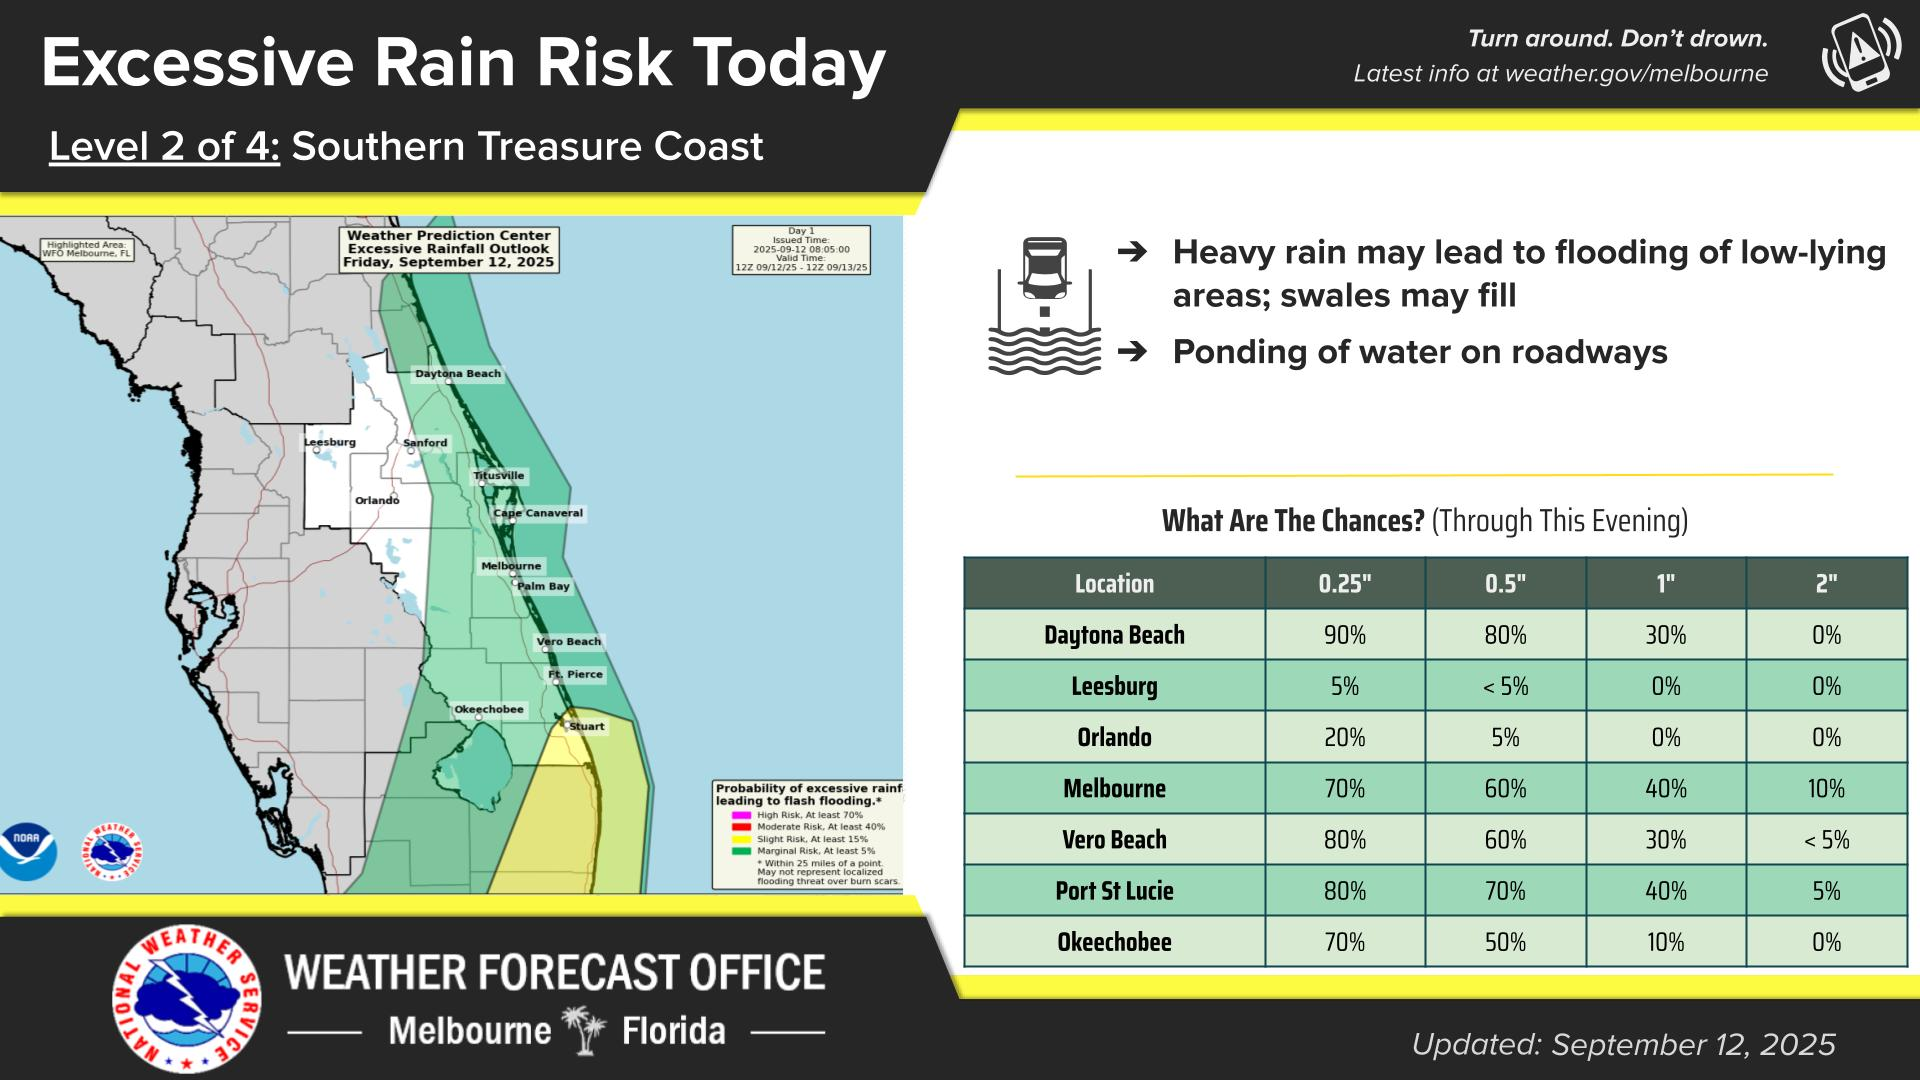 Excessive Rain Risk Today
Level 2 of 4: Southern Treasure Coast
Turn around. Don't drown.
Latest info at weather.gov/melbourne
Highlighted Area:
WFO Melbourne, FL
Weather Prediction Center
Excessive Rainfall Outlook
Friday, September 12, 2025
Day 1
Issued Time:
2025-09-12 08:05:00
Valid Time:
12Z 09/12/25 - 12Z 09/13/25
Daytona Beach
Leesburg
Sanford
Titusville
Orlando
Cape Canaveral
Melbourne
Palm Bay
Vero Beach
Ft. Pierce
Okeechobee
Stuart
Probability of excessive rainf
leading to flash flooding.*
High Risk, At least 70%
Moderate Risk, At least 40%
Slight Risk, At least 15%
Marginal Risk, At least 5%
* Within 25 miles of a point.
May not represent localized
flooding threat over burn scars.
NOAA
NATIONAL WEATHER SERVICE
➔ Heavy rain may lead to flooding of low-lying
areas; swales may fill
➔ Ponding of water on roadways
What Are The Chances? (Through This Evening)
Location 0.25" 0.5" 1" 2"
Daytona Beach 90% 80% 30% 0%
Leesburg 5% < 5% 0% 0%
Orlando 20% 5% 0% 0%
Melbourne 70% 60% 40% 10%
Vero Beach 80% 60% 30% < 5%
Port St Lucie 80% 70% 40% 5%
Okeechobee 70% 50% 10% 0%
NATIONAL WEATHER SERVICE
WEATHER FORECAST OFFICE
Melbourne Florida
Updated: September 12, 2025